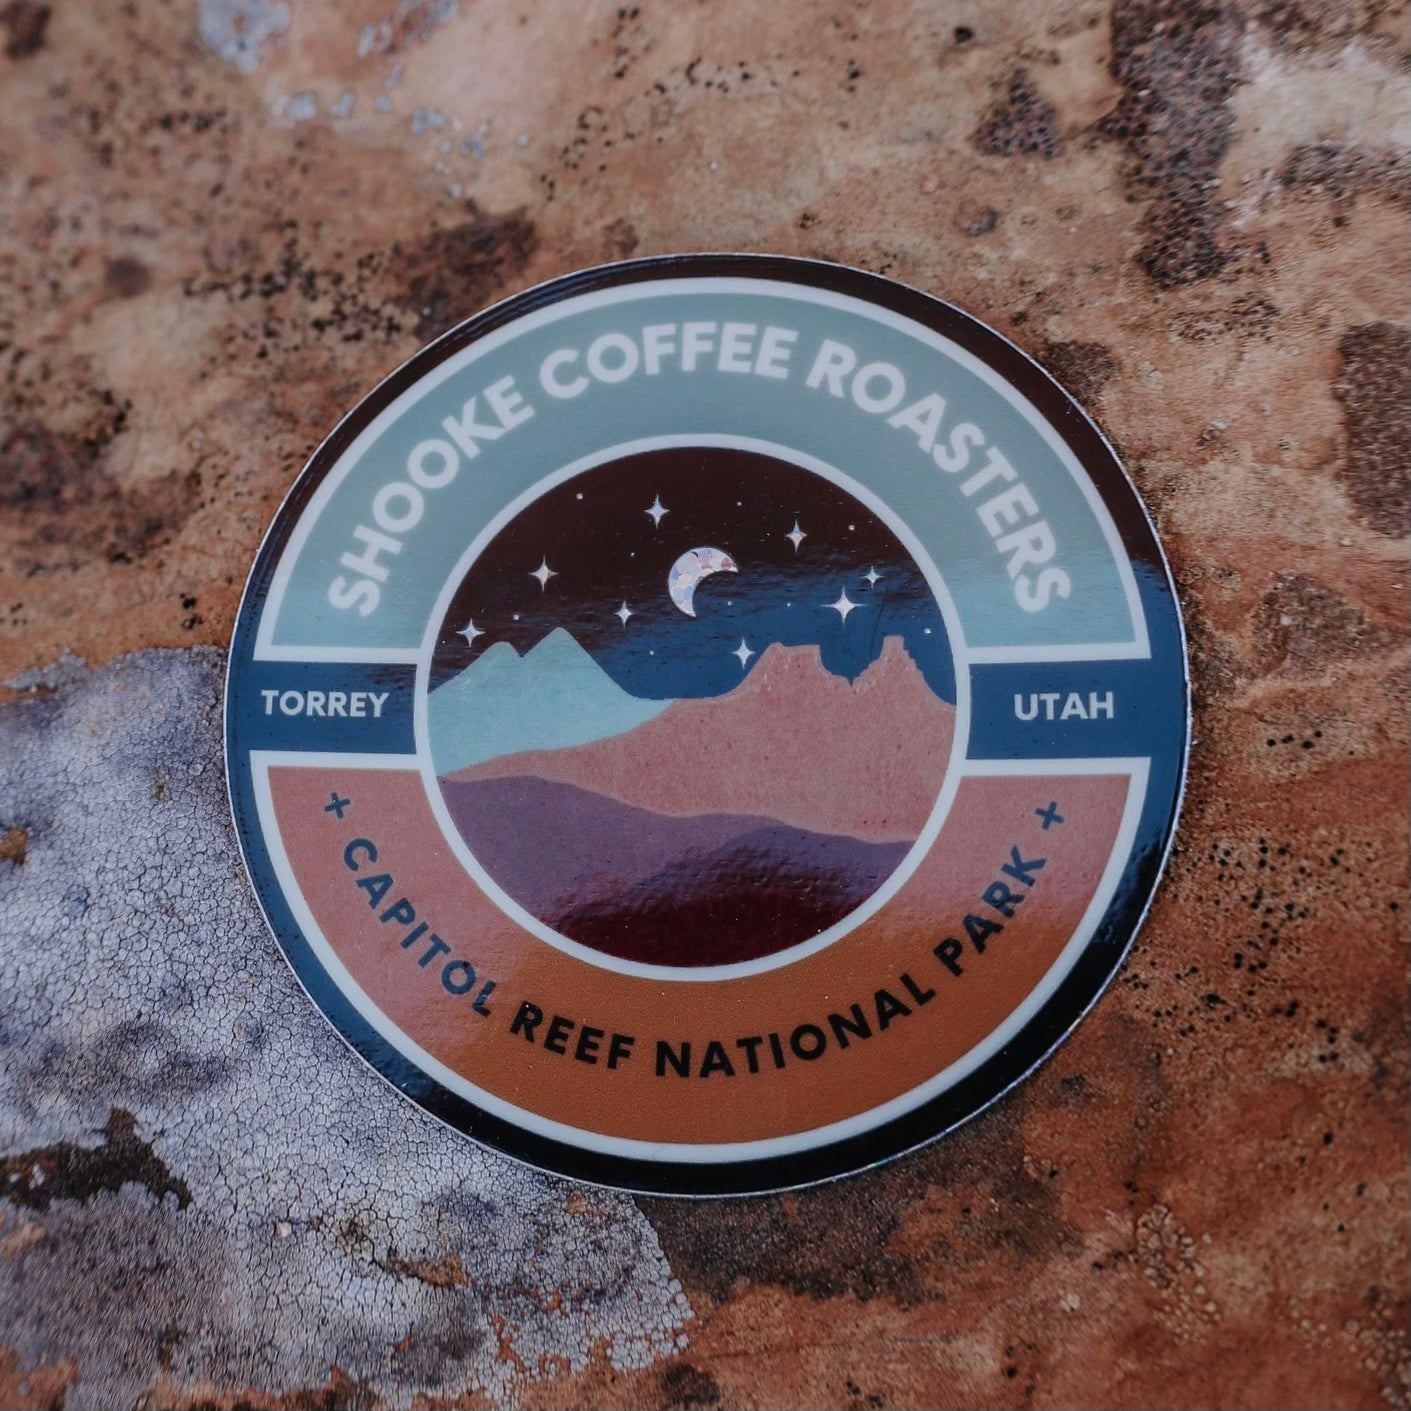 SHOOKE COFFEE ROASTERS
TORREY
UTAH
+ CAPITOL REEF NATIONAL PARK +